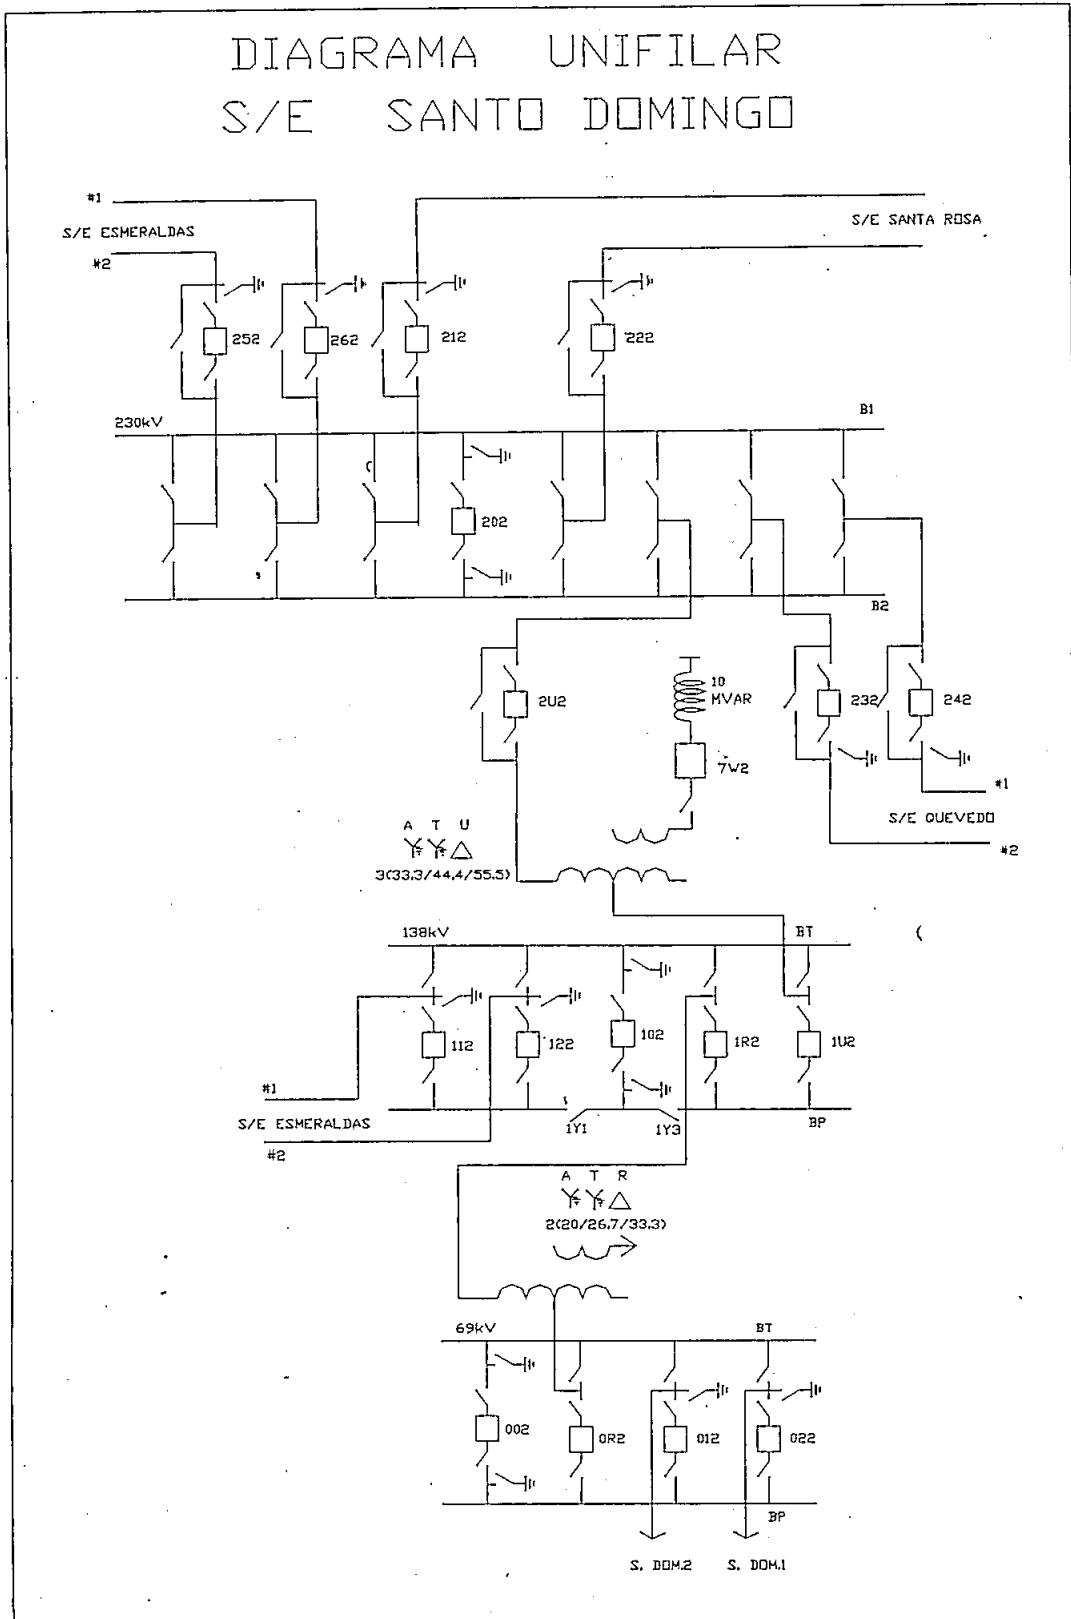 DIAGRAMA UNIFILAR
S/E SANTO DOMINGO
#1
S/E ESMERALDAS
#2
S/E SANTA ROSA
252
262
212
222
230kV
B1
202
B2
2U2
10
MVAR
7W2
232
242
#1
S/E QUEVEDO
#2
A T U
3(33.3/44.4/55.5)
138kV
BT
112
122
102
1R2
1U2
#1
S/E ESMERALDAS
#2
1Y1
1Y3
BP
A T R
2(20/26.7/33.3)
69kV
BT
002
0R2
012
022
BP
S. DOM.2
S. DOM.1